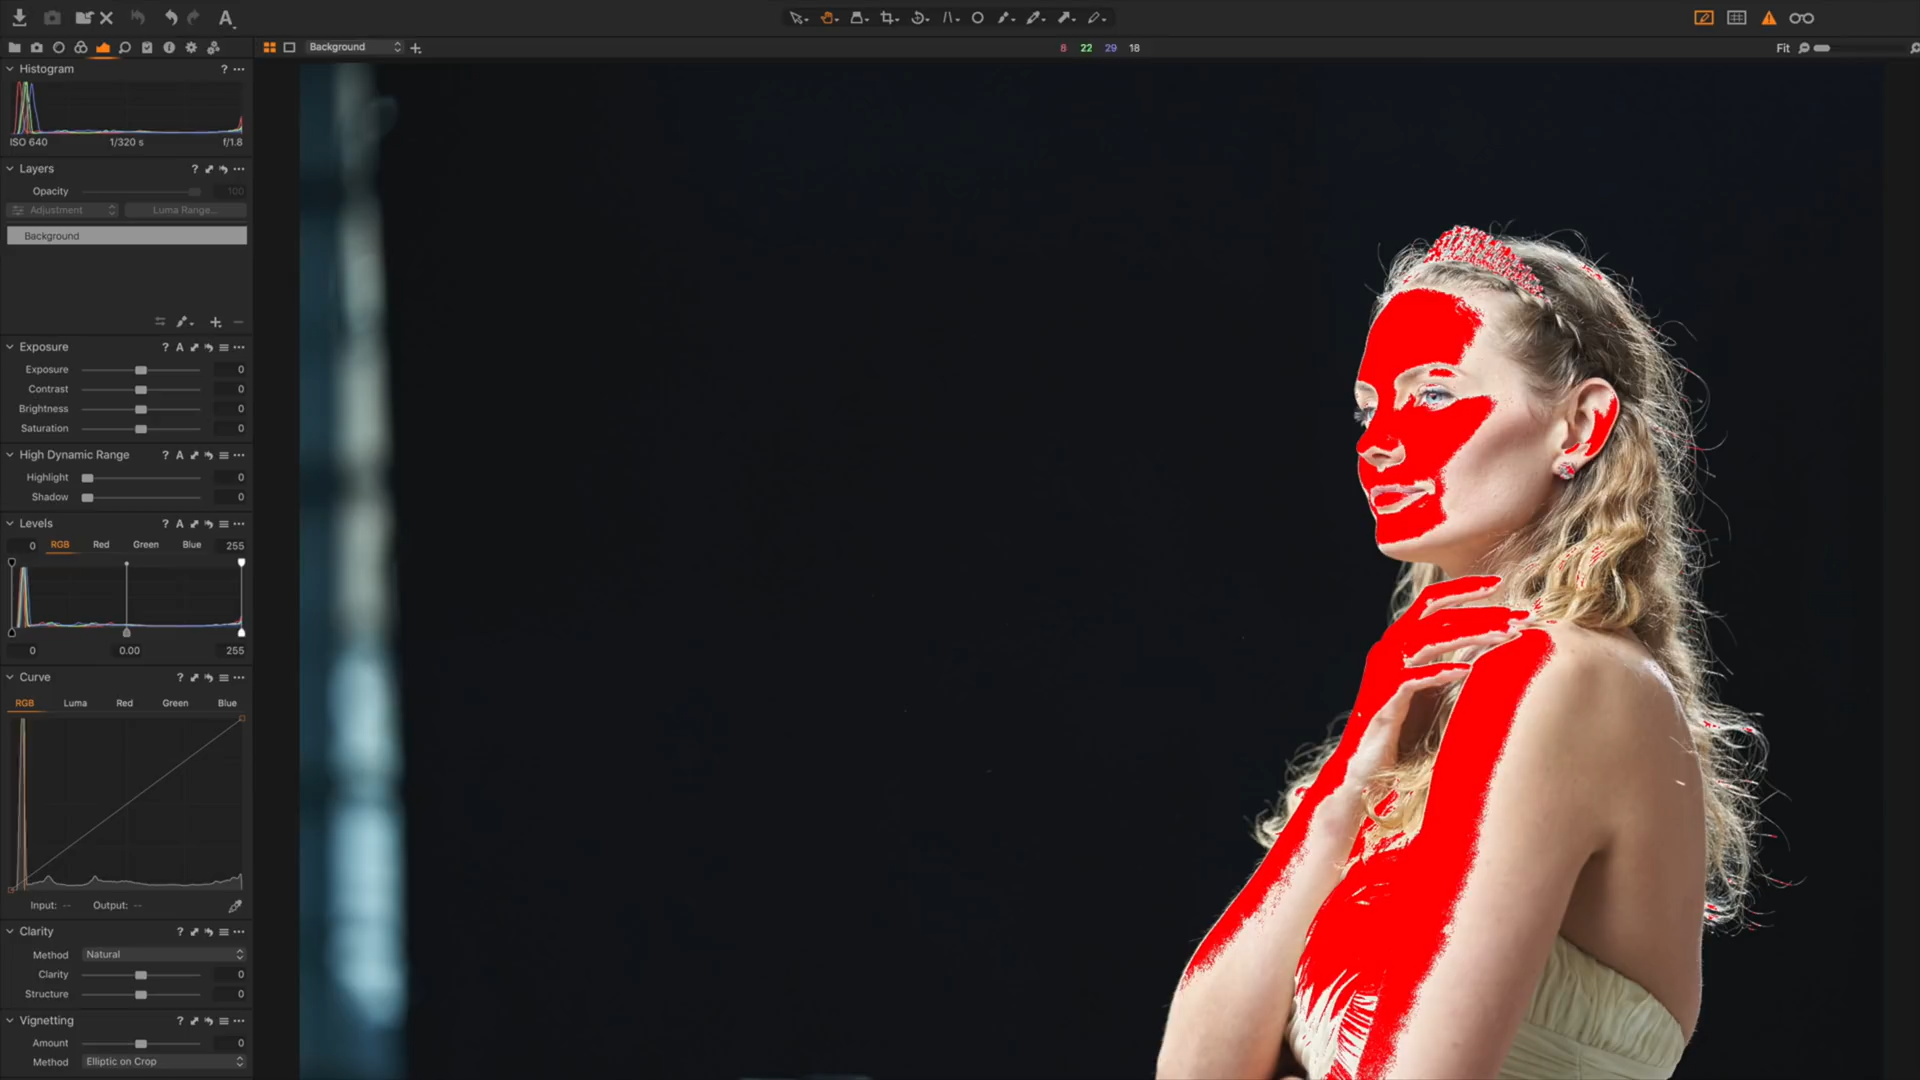 A
Background
8 22 29 18
Fit
Histogram ?
ISO 640 1/320 s f/1.8
Layers ?
Opacity 100
Adjustment Luma Range...
Background
Exposure ? A
Exposure 0
Contrast 0
Brightness 0
Saturation 0
High Dynamic Range ? A
Highlight 0
Shadow 0
Levels ? A
0 RGB Red Green Blue 255
0 0.00 255
Curve ?
RGB Luma Red Green Blue
Input: -- Output: --
Clarity ?
Method Natural
Clarity 0
Structure 0
Vignetting ?
Amount 0
Method Elliptic on Crop